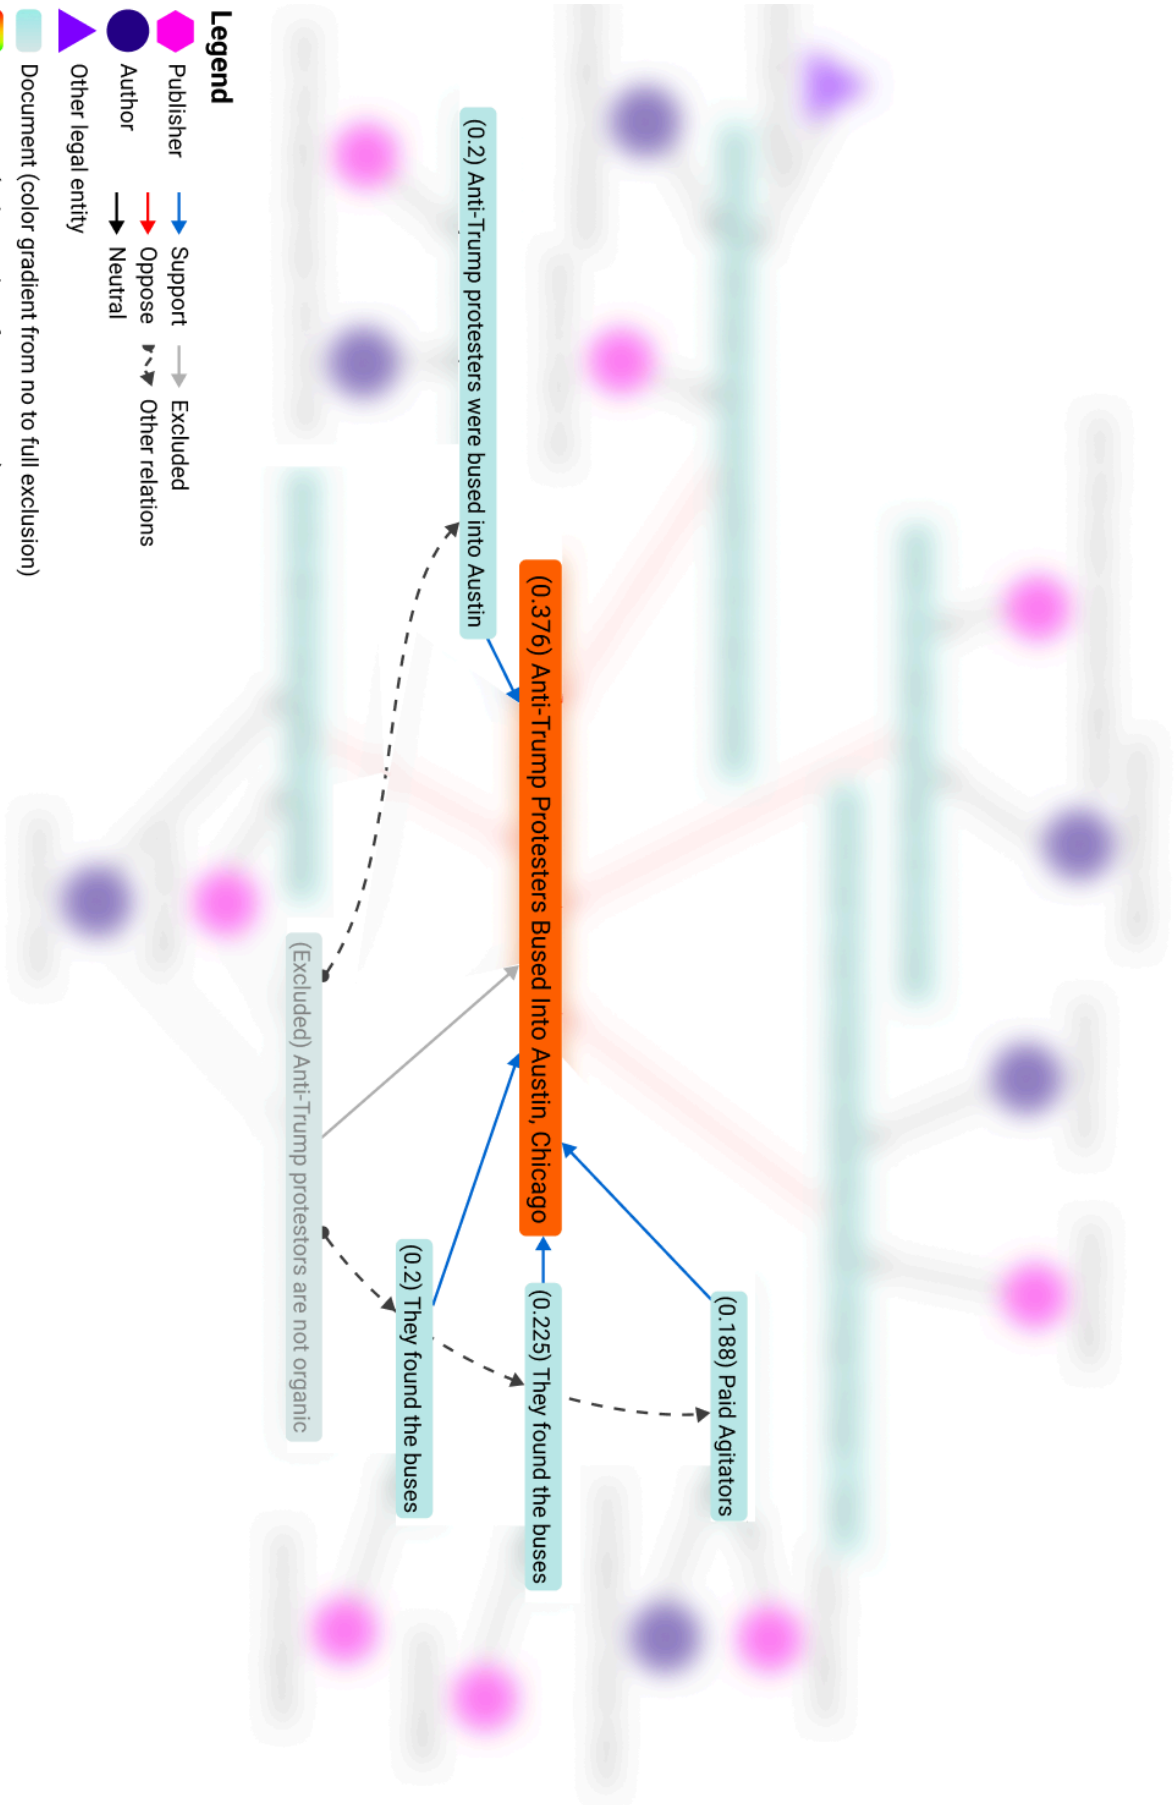 (0.2) Anti-Trump protesters were bused into Austin
(0.376) Anti-Trump Protesters Bused Into Austin, Chicago
(Excluded) Anti-Trump protestors are not organic
(0.2) They found the buses
(0.225) They found the buses
(0.188) Paid Agitators
Legend
Publisher
Support
Excluded
Author
Oppose
Other relations
Neutral
Other legal entity
Document (color gradient from no to full exclusion)